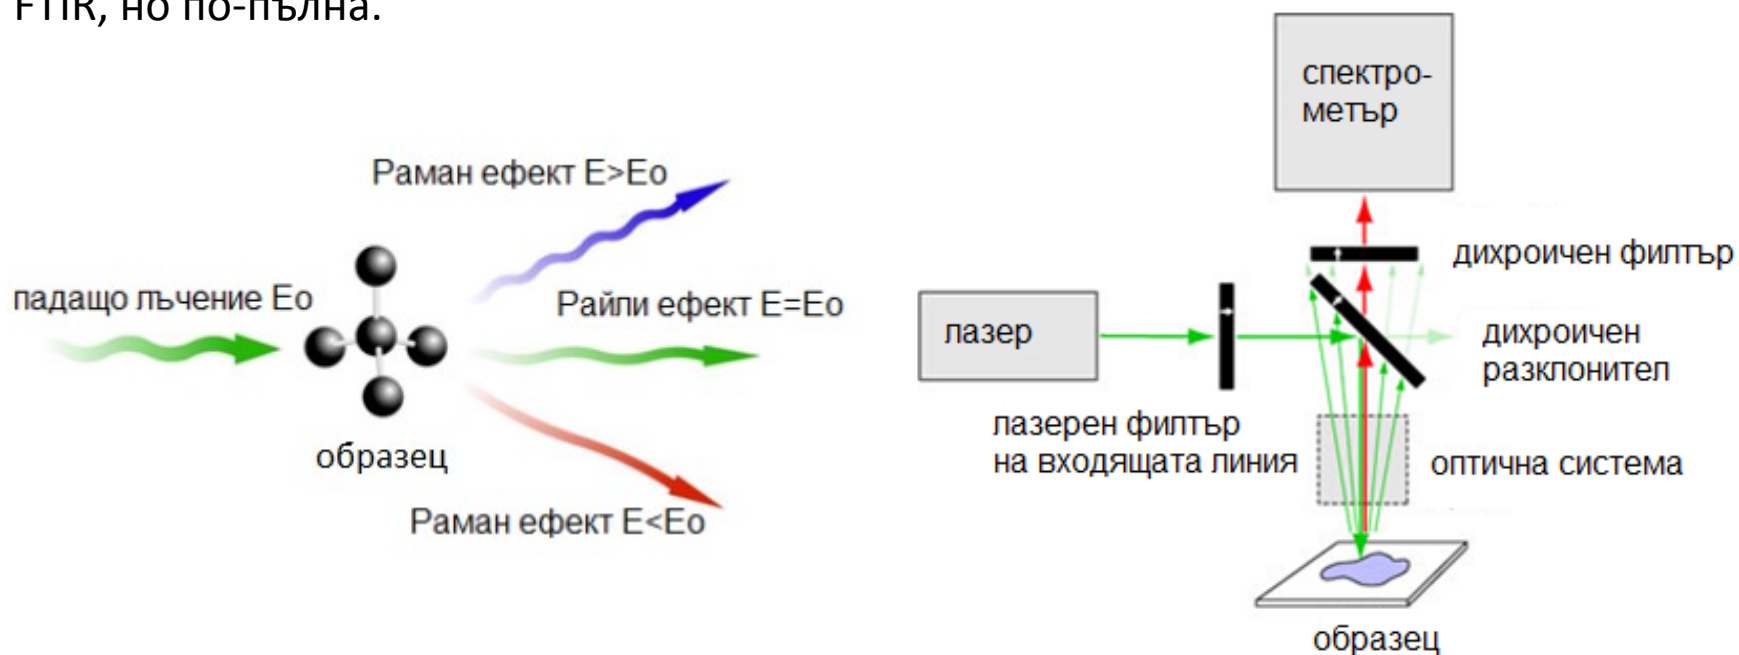 FTIR, но по-пълна.
Раман ефект E>Eo
падащо лъчение Eo
Райли ефект E=Eo
образец
Раман ефект E<Eo
спектро-
метър
дихроичен филтър
лазер
дихроичен
разклонител
лазерен филтър
на входящата линия
оптична система
образец